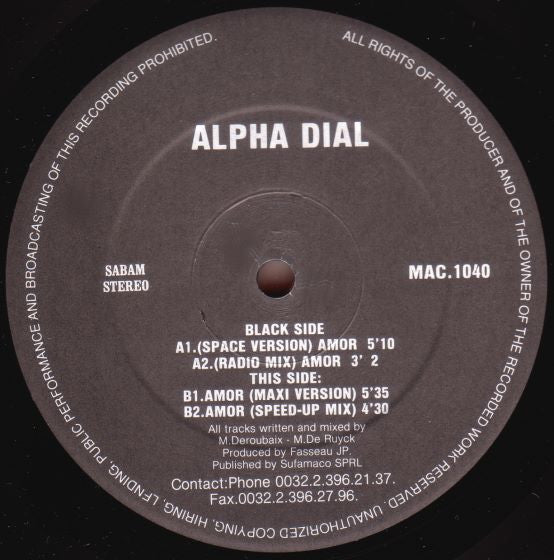 ALL RIGHTS OF THE PRODUCER AND OF THE OWNER OF THE RECORDED WORK RESERVED. UNAUTHORIZED COPYING, HIRING, LENDING, PUBLIC PERFORMANCE AND BROADCASTING OF THIS RECORDING PROHIBITED.
ALPHA DIAL
SABAM
STEREO
MAC.1040
BLACK SIDE
A1.(SPACE VERSION) AMOR 5'10
A2.(RADIO MIX) AMOR 3' 2
THIS SIDE:
B1.AMOR (MAXI VERSION) 5'35
B2.AMOR (SPEED-UP MIX) 4'30
All tracks written and mixed by
M.Deroubaix - M.De Ruyck
Produced by Fasseau JP.
Published by Sufamaco SPRL
Contact:Phone 0032.2.396.21.37.
Fax.0032.2.396.27.96.